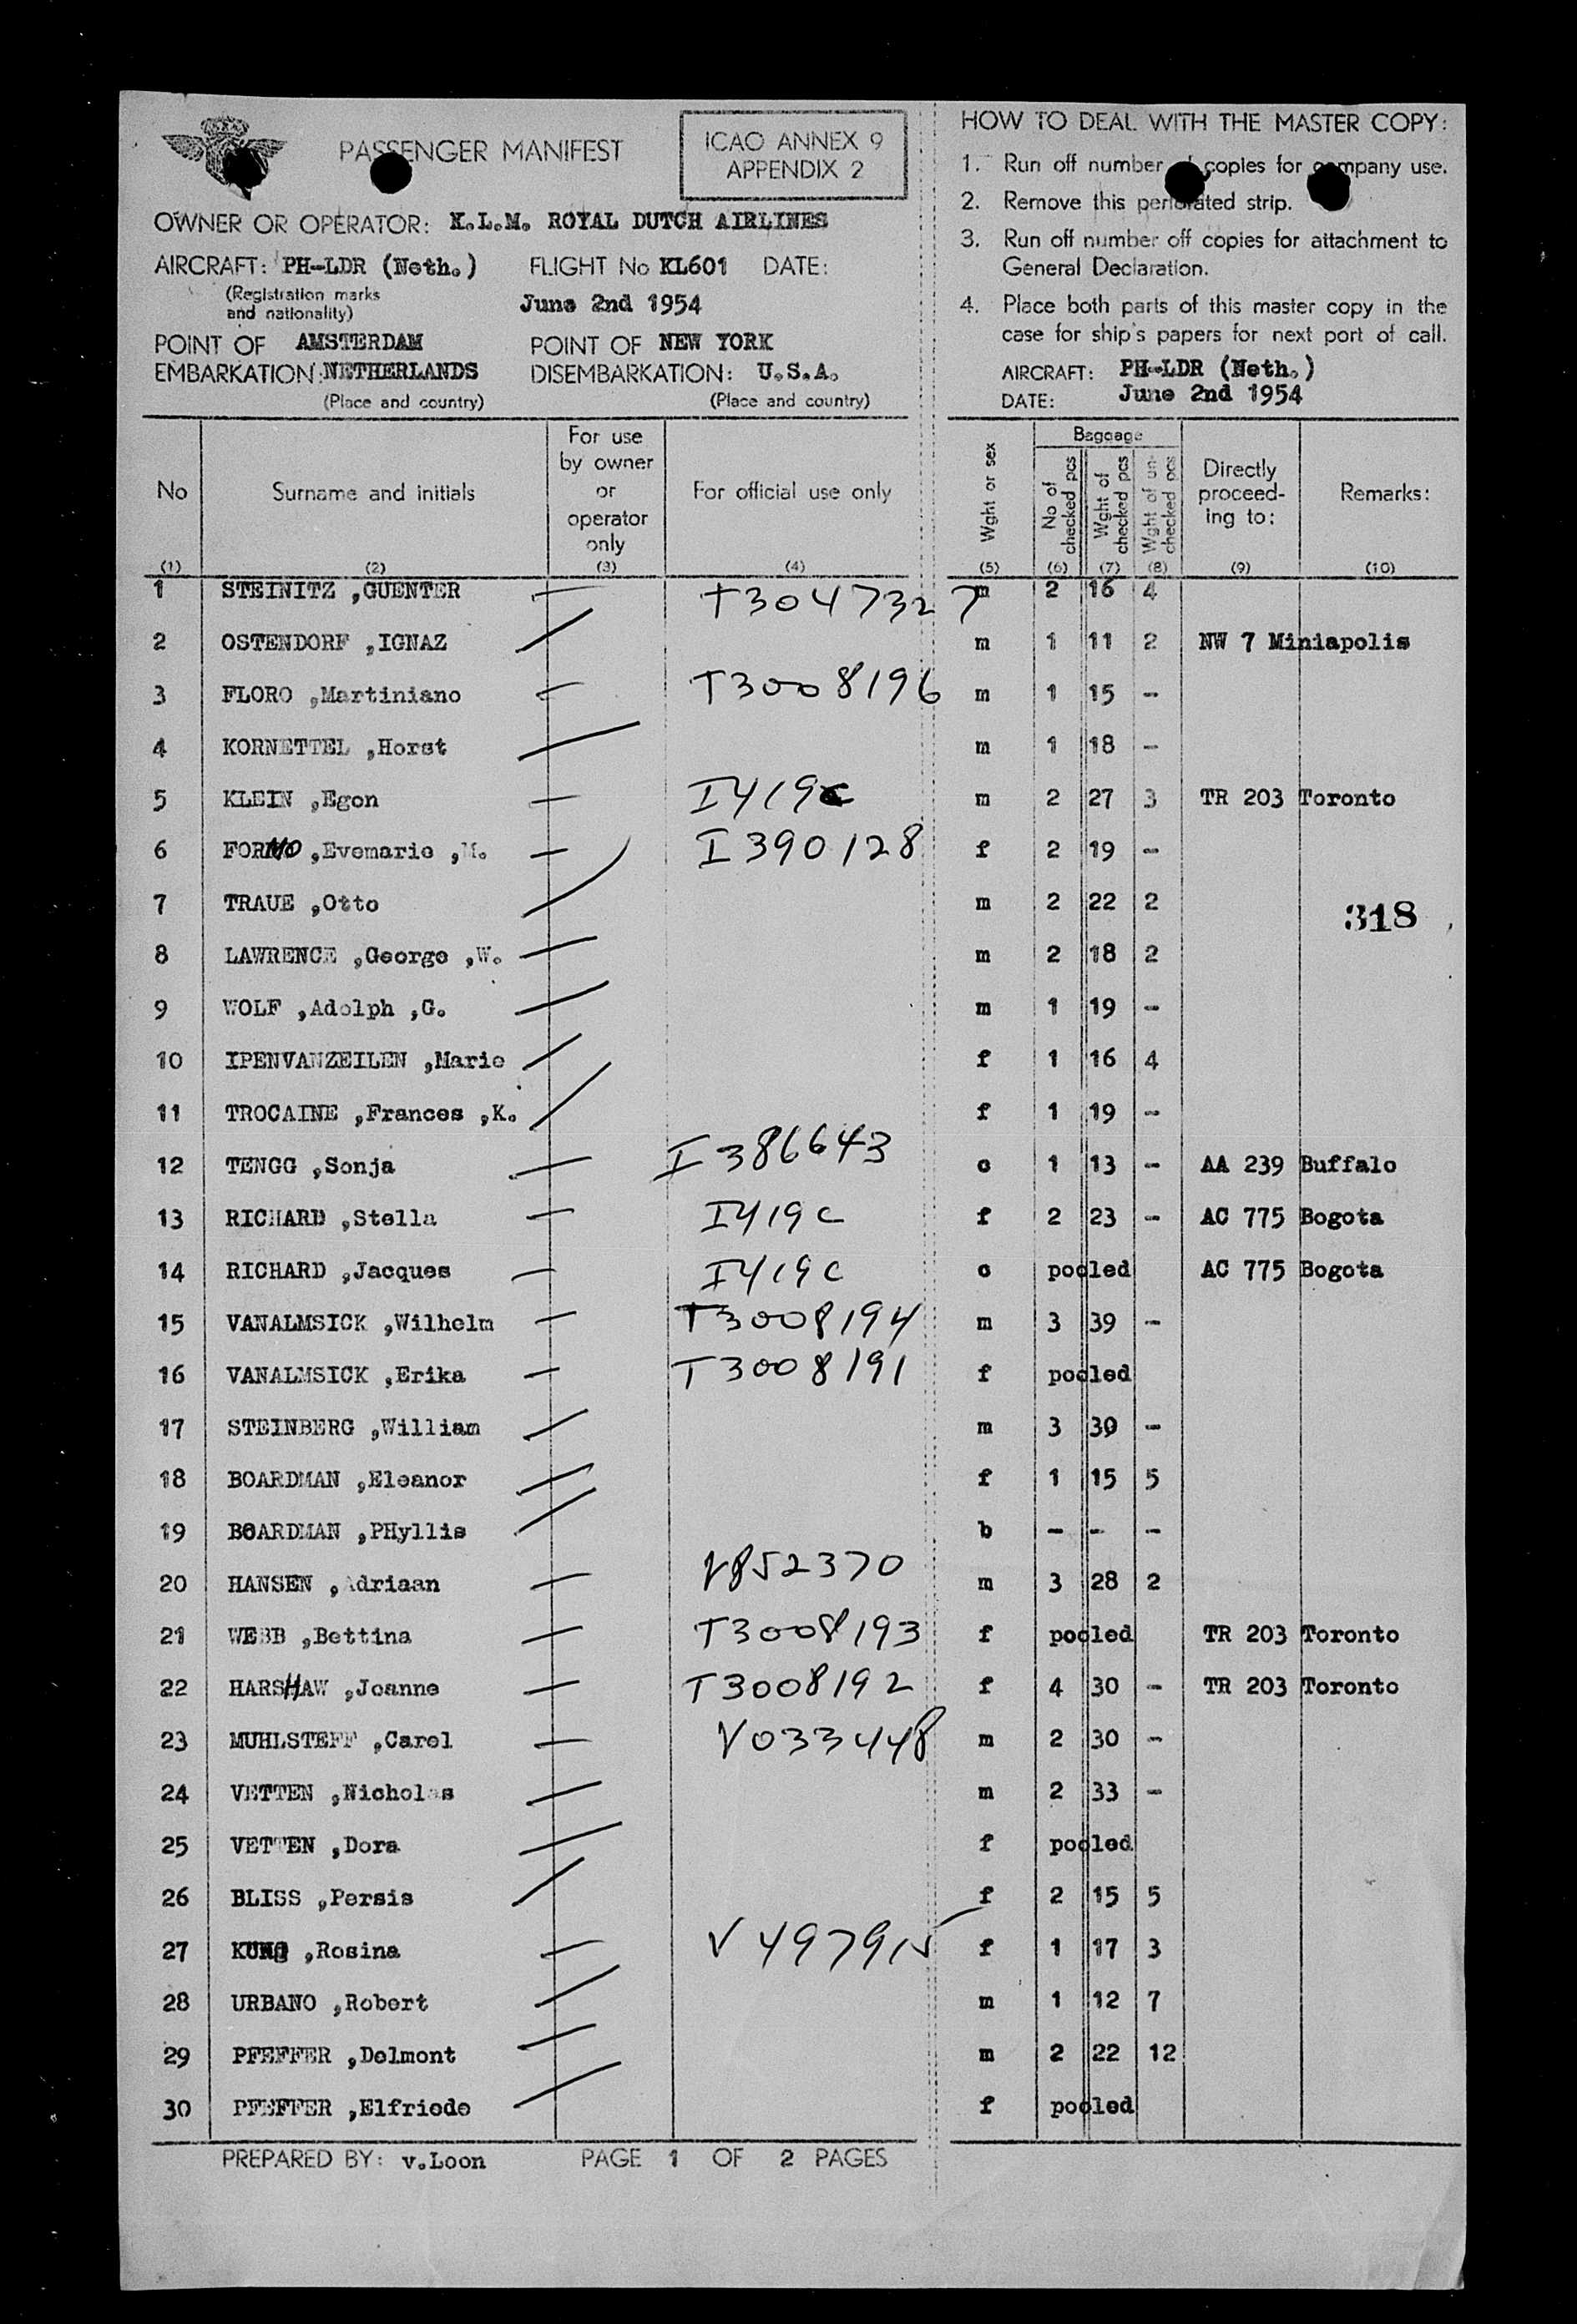 PASSENGER MANIFEST
ICAO ANNEX 9
APPENDIX 2
OWNER OR OPERATOR: K.L.M. ROYAL DUTCH AIRLINES
AIRCRAFT: PH-LDR (Neth.) FLIGHT No KL601 DATE:
(Registration marks
and nationality)
June 2nd 1954
POINT OF AMSTERDAM POINT OF NEW YORK
EMBARKATION: NETHERLANDS DISEMBARKATION: U.S.A.
(Place and country) (Place and country)
HOW TO DEAL WITH THE MASTER COPY:
1. Run off number of copies for company use.
2. Remove this perforated strip.
3. Run off number off copies for attachment to
General Declaration.
4. Place both parts of this master copy in the
case for ship's papers for next port of call.
AIRCRAFT: PH-LDR (Neth.)
DATE: June 2nd 1954
No
(1)
Surname and initials
(2)
For use
by owner
or
operator
only
(3)
For official use only
(4)
Wght or sex
(5)
Baggage
No of
checked pcs
(6)
Wght of
checked pcs
(7)
Wght of un-
checked pcs
(8)
Directly
proceed-
ing to:
(9)
Remarks:
(10)
1 STEINITZ ,GUENTER T3047327 m 2 16 4
2 OSTENDORF ,IGNAZ m 1 11 2 NW 7 Miniapolis
3 FLORO ,Martiniano T3008196 m 1 15 -
4 KORNETTEL ,Horst m 1 18 -
5 KLEIN ,Egon I419c m 2 27 3 TR 203 Toronto
6 FORMO ,Evemarie ,M. I390128 f 2 19 -
7 TRAUE ,Otto m 2 22 2
318
8 LAWRENCE ,George ,W. m 2 18 2
9 WOLF ,Adolph ,G. m 1 19 -
10 IPENVANZEILEN ,Marie f 1 16 4
11 TROCAINE ,Frances ,K. f 1 19 -
12 TENGG ,Sonja I386643 c 1 13 - AA 239 Buffalo
13 RICHARD ,Stella I419c f 2 23 - AC 775 Bogota
14 RICHARD ,Jacques I419c c pooled AC 775 Bogota
15 VANALMSICK ,Wilhelm T3008194 m 3 39 -
16 VANALMSICK ,Erika T3008191 f pooled
17 STEINBERG ,William m 3 39 -
18 BOARDMAN ,Eleanor f 1 15 5
19 BOARDMAN ,PHyllis b - - -
20 HANSEN ,Adriaan V852370 m 3 28 2
21 WEBB ,Bettina T3008193 f pooled TR 203 Toronto
22 HARSHAW ,Joanne T3008192 f 4 30 - TR 203 Toronto
23 MUHLSTEFF ,Carel V033448 m 2 30 -
24 VETTEN ,Nicholas m 2 33 -
25 VETTEN ,Dora f pooled
26 BLISS ,Persis f 2 15 5
27 ,Rosina V497915 f 1 17 3
28 URBANO ,Robert m 1 12 7
29 PFEFFER ,Delmont m 2 22 12
30 PFEFFER ,Elfriede f pooled
PREPARED BY: v.Loon PAGE 1 OF 2 PAGES